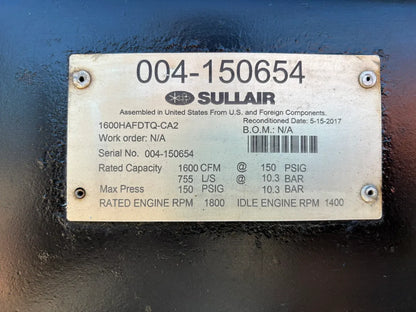 004-150654
SULLAIR
Assembled in United States From U.S. and Foreign Components.
1600HAFDTQ-CA2 Reconditioned Date: 5-15-2017
Work order: N/A B.O.M.: N/A
Serial No. 004-150654
Rated Capacity 1600 CFM @ 150 PSIG
755 L/S @ 10.3 BAR
Max Press 150 PSIG 10.3 BAR
RATED ENGINE RPM 1800 IDLE ENGINE RPM 1400